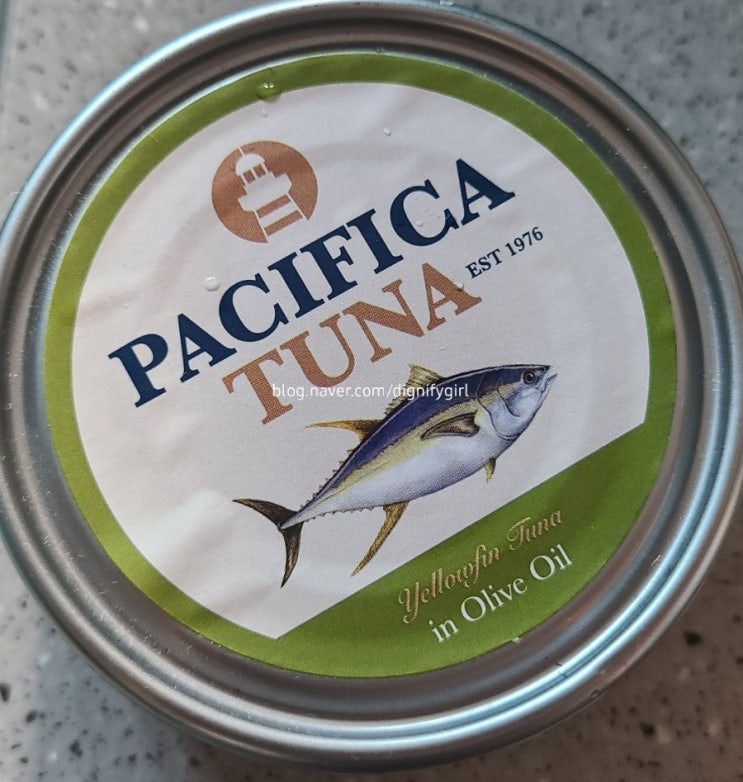 PACIFICA
TUNA
EST 1976
blog.naver.com/dignifygirl
Yellowfin Tuna
in Olive Oil